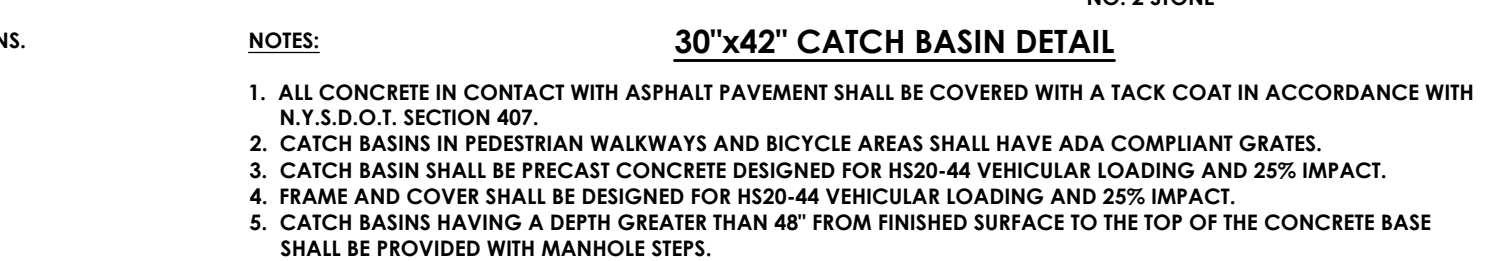 NO. 2 STONE
NS.
NOTES:
30"x42" CATCH BASIN DETAIL
1. ALL CONCRETE IN CONTACT WITH ASPHALT PAVEMENT SHALL BE COVERED WITH A TACK COAT IN ACCORDANCE WITH
N.Y.S.D.O.T. SECTION 407.
2. CATCH BASINS IN PEDESTRIAN WALKWAYS AND BICYCLE AREAS SHALL HAVE ADA COMPLIANT GRATES.
3. CATCH BASIN SHALL BE PRECAST CONCRETE DESIGNED FOR HS20-44 VEHICULAR LOADING AND 25% IMPACT.
4. FRAME AND COVER SHALL BE DESIGNED FOR HS20-44 VEHICULAR LOADING AND 25% IMPACT.
5. CATCH BASINS HAVING A DEPTH GREATER THAN 48" FROM FINISHED SURFACE TO THE TOP OF THE CONCRETE BASE
SHALL BE PROVIDED WITH MANHOLE STEPS.